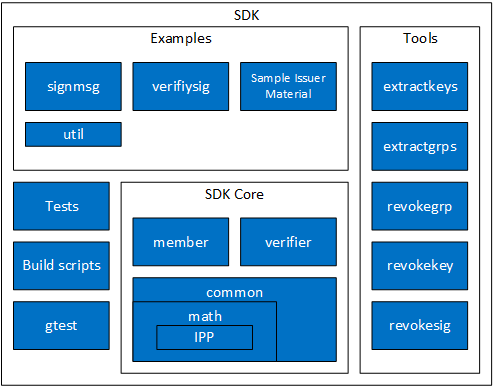 SDK
Examples
signmsg
verifiysig
Sample Issuer
Material
util
Tools
extractkeys
extractgrps
revokegrp
revokekey
revokesig
Tests
Build scripts
gtest
SDK Core
member
verifier
common
math
IPP